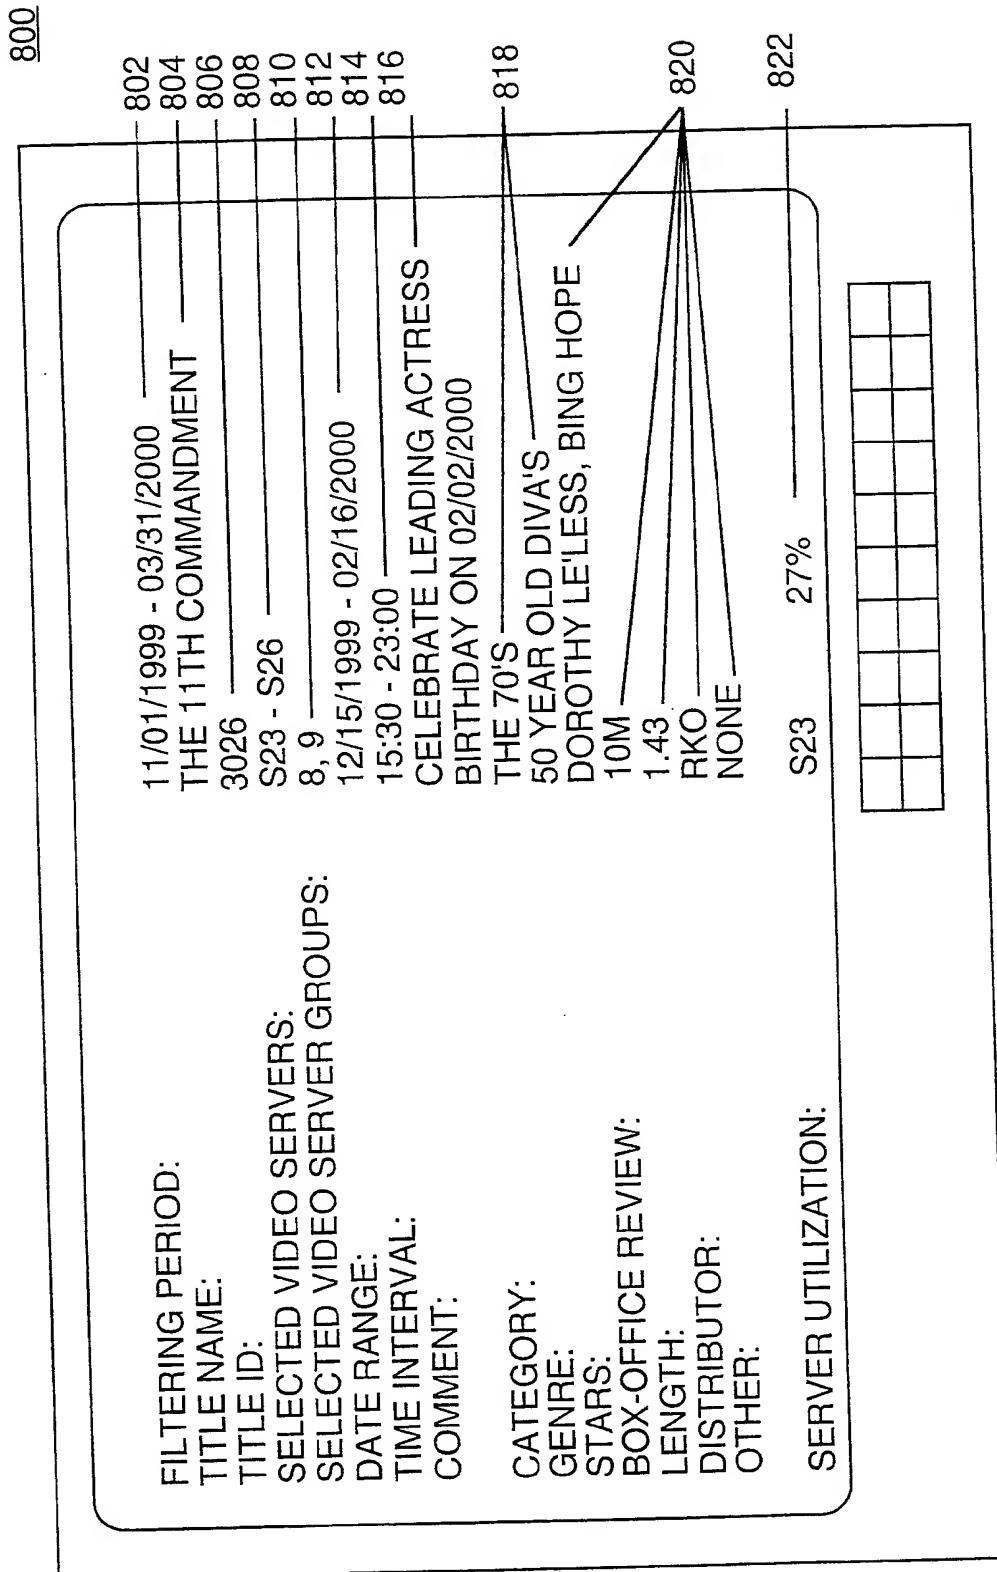 800
FILTERING PERIOD: 11/01/1999 - 03/31/2000 802
TITLE NAME: THE 11TH COMMANDMENT 804
TITLE ID: 3026 806
SELECTED VIDEO SERVERS: S23 - S26 808
SELECTED VIDEO SERVER GROUPS: 8, 9 810
DATE RANGE: 12/15/1999 - 02/16/2000 812
TIME INTERVAL: 15:30 - 23:00 814
COMMENT: CELEBRATE LEADING ACTRESS 816
BIRTHDAY ON 02/02/2000
CATEGORY: THE 70'S 818
GENRE: 50 YEAR OLD DIVA'S
STARS: DOROTHY LE'LESS, BING HOPE
BOX-OFFICE REVIEW: 10M
LENGTH: 1.43
DISTRIBUTOR: RKO 820
OTHER: NONE
SERVER UTILIZATION: S23 27% 822